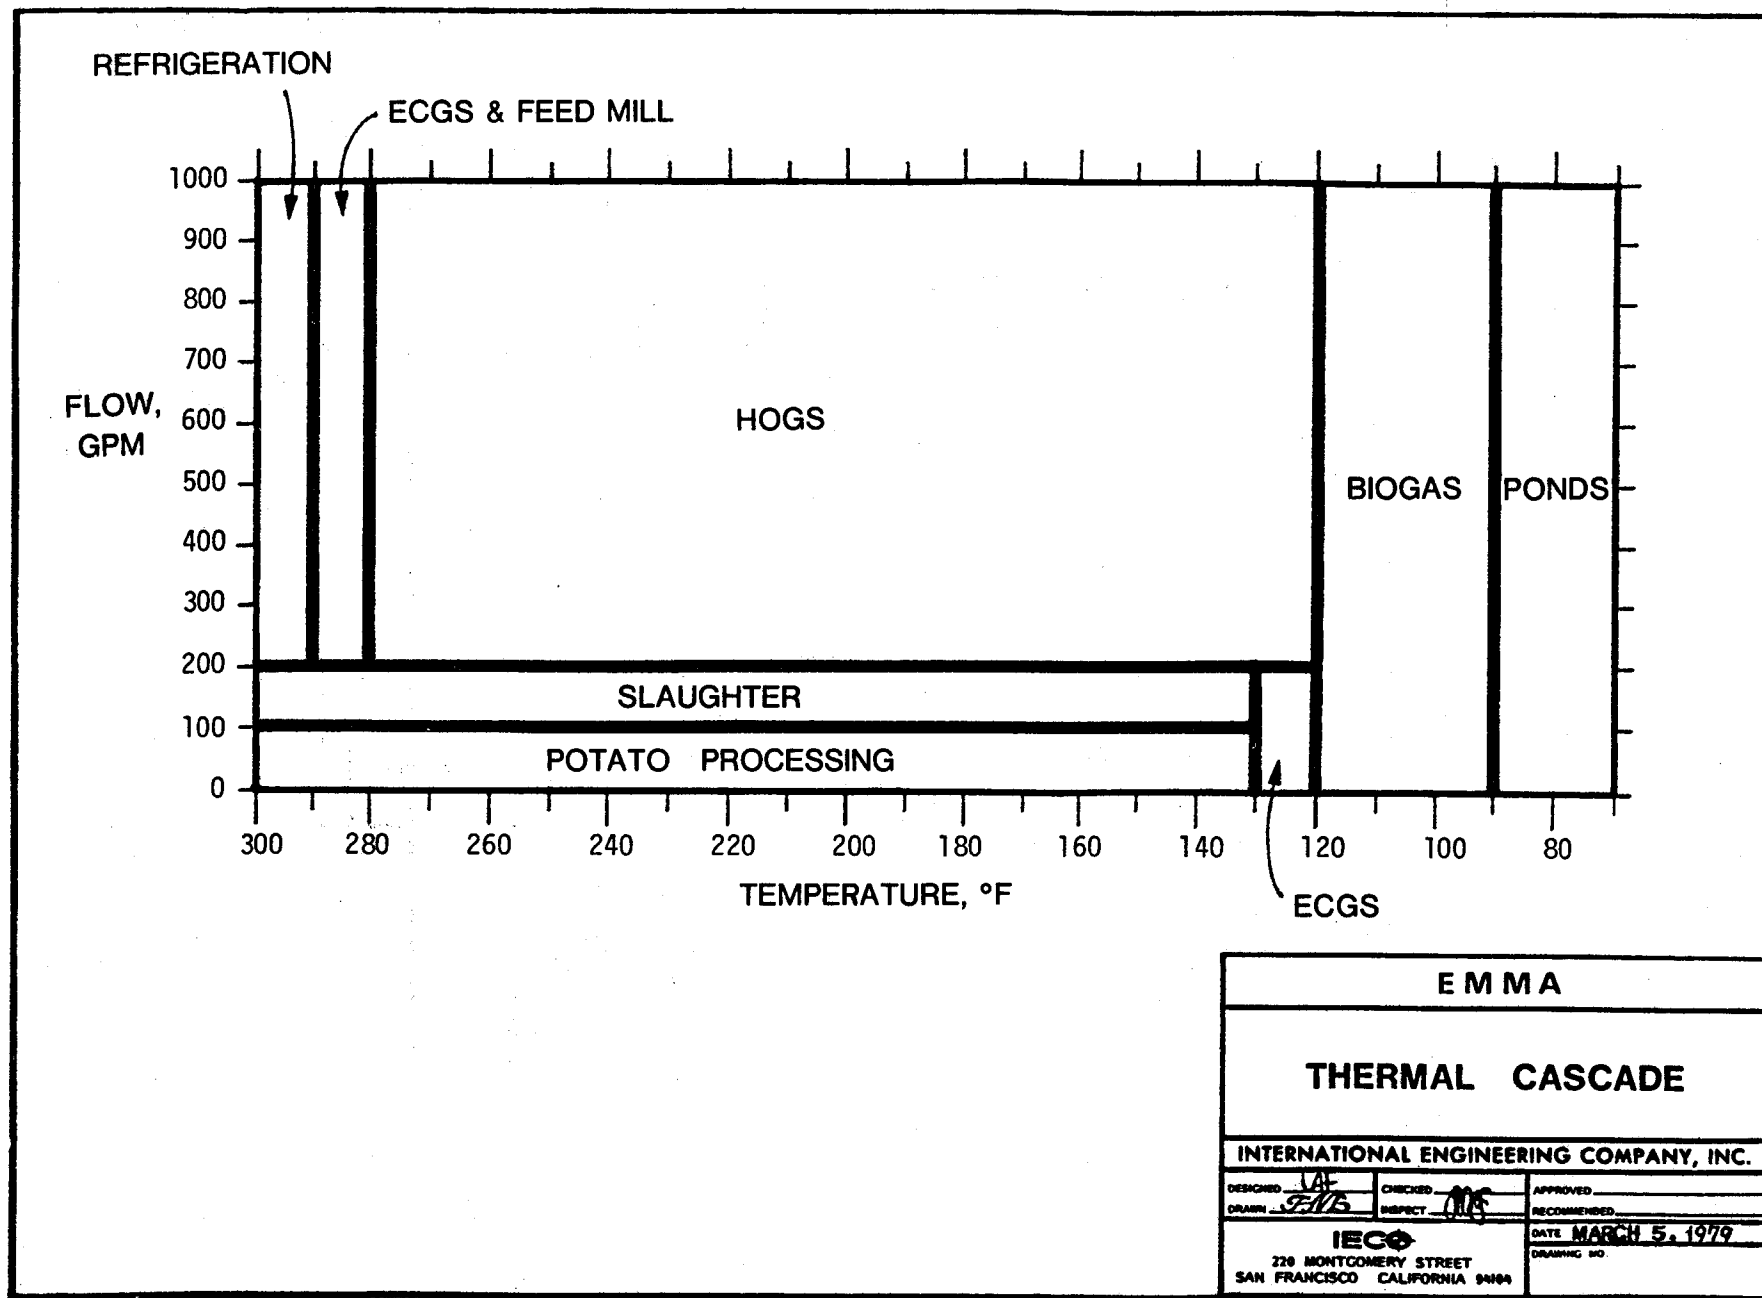 REFRIGERATION
ECGS & FEED MILL
1000
900
800
700
FLOW,
GPM
600
500
400
300
200
100
0
HOGS
BIOGAS
PONDS
SLAUGHTER
POTATO PROCESSING
300 280 260 240 220 200 180 160 140 120 100 80
TEMPERATURE, °F
ECGS
EMMA
THERMAL CASCADE
INTERNATIONAL ENGINEERING COMPANY, INC.
DESIGNED
CHECKED
APPROVED
DRAWN
INSPECT
RECOMMENDED
IECO
220 MONTGOMERY STREET
SAN FRANCISCO CALIFORNIA 94104
DATE MARCH 5, 1979
DRAWING NO.